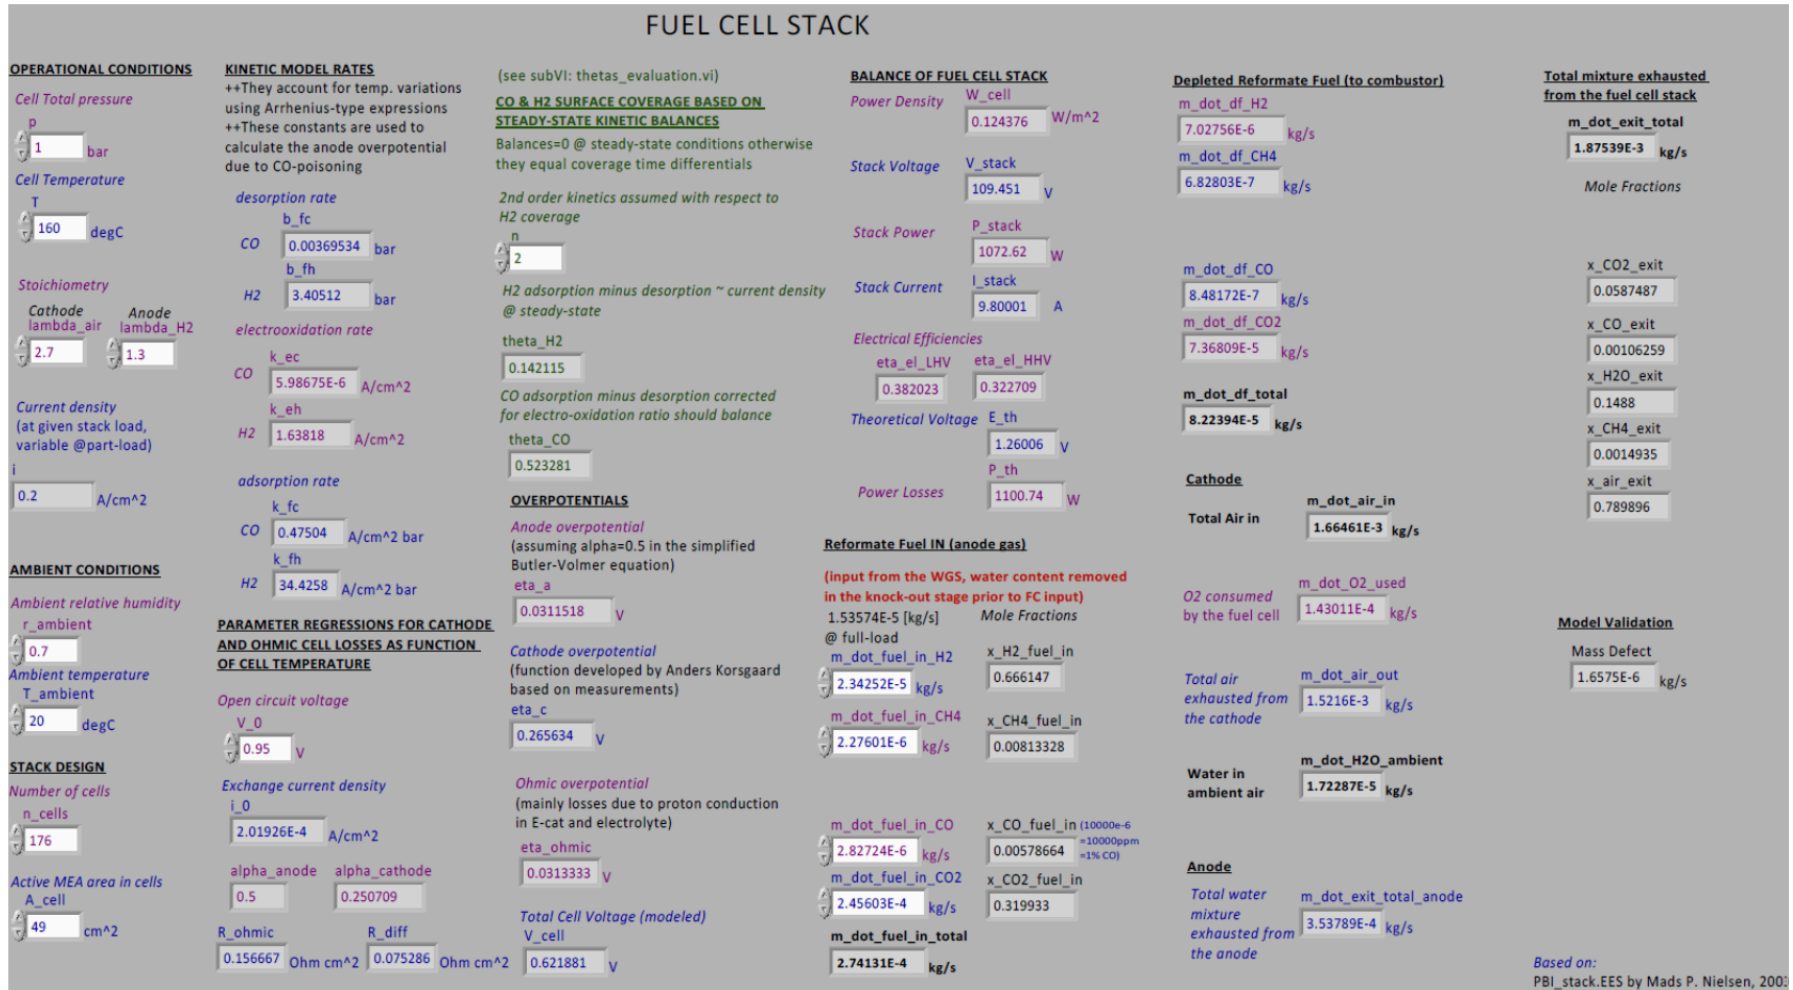 FUEL CELL STACK
OPERATIONAL CONDITIONS
Cell Total pressure
p
1 bar
Cell Temperature
T
160 degC
Stoichiometry
Cathode Anode
lambda_air lambda_H2
2.7 1.3
Current density
(at given stack load,
variable @part-load)
i
0.2 A/cm^2
AMBIENT CONDITIONS
Ambient relative humidity
r_ambient
0.7
Ambient temperature
T_ambient
20 degC
STACK DESIGN
Number of cells
n_cells
176
Active MEA area in cells
A_cell
49 cm^2
KINETIC MODEL RATES
++They account for temp. variations
using Arrhenius-type expressions
++These constants are used to
calculate the anode overpotential
due to CO-poisoning
desorption rate
b_fc
CO 0.00369534 bar
b_fh
H2 3.40512 bar
electrooxidation rate
k_ec
CO 5.98675E-6 A/cm^2
k_eh
H2 1.63818 A/cm^2
adsorption rate
k_fc
CO 0.47504 A/cm^2 bar
k_fh
H2 34.4258 A/cm^2 bar
PARAMETER REGRESSIONS FOR CATHODE
AND OHMIC CELL LOSSES AS FUNCTION
OF CELL TEMPERATURE
Open circuit voltage
V_0
0.95 V
Exchange current density
i_0
2.01926E-4 A/cm^2
alpha_anode alpha_cathode
0.5 0.250709
R_ohmic R_diff
0.156667 Ohm cm^2 0.075286 Ohm cm^2
(see subVI: thetas_evaluation.vi)
CO & H2 SURFACE COVERAGE BASED ON
STEADY-STATE KINETIC BALANCES
Balances=0 @ steady-state conditions otherwise
they equal coverage time differentials
2nd order kinetics assumed with respect to
H2 coverage
n
2
H2 adsorption minus desorption ~ current density
@ steady-state
theta_H2
0.142115
CO adsorption minus desorption corrected
for electro-oxidation ratio should balance
theta_CO
0.523281
OVERPOTENTIALS
Anode overpotential
(assuming alpha=0.5 in the simplified
Butler-Volmer equation)
eta_a
0.0311518 V
Cathode overpotential
(function developed by Anders Korsgaard
based on measurements)
eta_c
0.265634 V
Ohmic overpotential
(mainly losses due to proton conduction
in E-cat and electrolyte)
eta_ohmic
0.0313333 V
Total Cell Voltage (modeled)
V_cell
0.621881 V
BALANCE OF FUEL CELL STACK
Power Density W_cell
0.124376 W/m^2
Stack Voltage V_stack
109.451 V
Stack Power P_stack
1072.62 W
Stack Current I_stack
9.80001 A
Electrical Efficiencies
eta_el_LHV eta_el_HHV
0.382023 0.322709
Theoretical Voltage E_th
1.26006 V
P_th
Power Losses 1100.74 W
Reformate Fuel IN (anode gas)
(input from the WGS, water content removed
in the knock-out stage prior to FC input)
1.53574E-5 [kg/s] Mole Fractions
@ full-load
m_dot_fuel_in_H2 x_H2_fuel_in
2.34252E-5 kg/s 0.666147
m_dot_fuel_in_CH4 x_CH4_fuel_in
2.27601E-6 kg/s 0.00813328
m_dot_fuel_in_CO x_CO_fuel_in (10000e-6
2.82724E-6 kg/s 0.00578664 =10000ppm
=1% CO)
m_dot_fuel_in_CO2 x_CO2_fuel_in
2.45603E-4 kg/s 0.319933
m_dot_fuel_in_total
2.74131E-4 kg/s
Depleted Reformate Fuel (to combustor)
m_dot_df_H2
7.02756E-6 kg/s
m_dot_df_CH4
6.82803E-7 kg/s
m_dot_df_CO
8.48172E-7 kg/s
m_dot_df_CO2
7.36809E-5 kg/s
m_dot_df_total
8.22394E-5 kg/s
Cathode
m_dot_air_in
Total Air in 1.66461E-3 kg/s
m_dot_O2_used
O2 consumed
by the fuel cell 1.43011E-4 kg/s
Total air m_dot_air_out
exhausted from 1.5216E-3 kg/s
the cathode
m_dot_H2O_ambient
Water in
ambient air 1.72287E-5 kg/s
Anode
Total water m_dot_exit_total_anode
mixture
exhausted from 3.53789E-4 kg/s
the anode
Total mixture exhausted
from the fuel cell stack
m_dot_exit_total
1.87539E-3 kg/s
Mole Fractions
x_CO2_exit
0.0587487
x_CO_exit
0.00106259
x_H2O_exit
0.1488
x_CH4_exit
0.0014935
x_air_exit
0.789896
Model Validation
Mass Defect
1.6575E-6 kg/s
Based on:
PBI_stack.EES by Mads P. Nielsen,